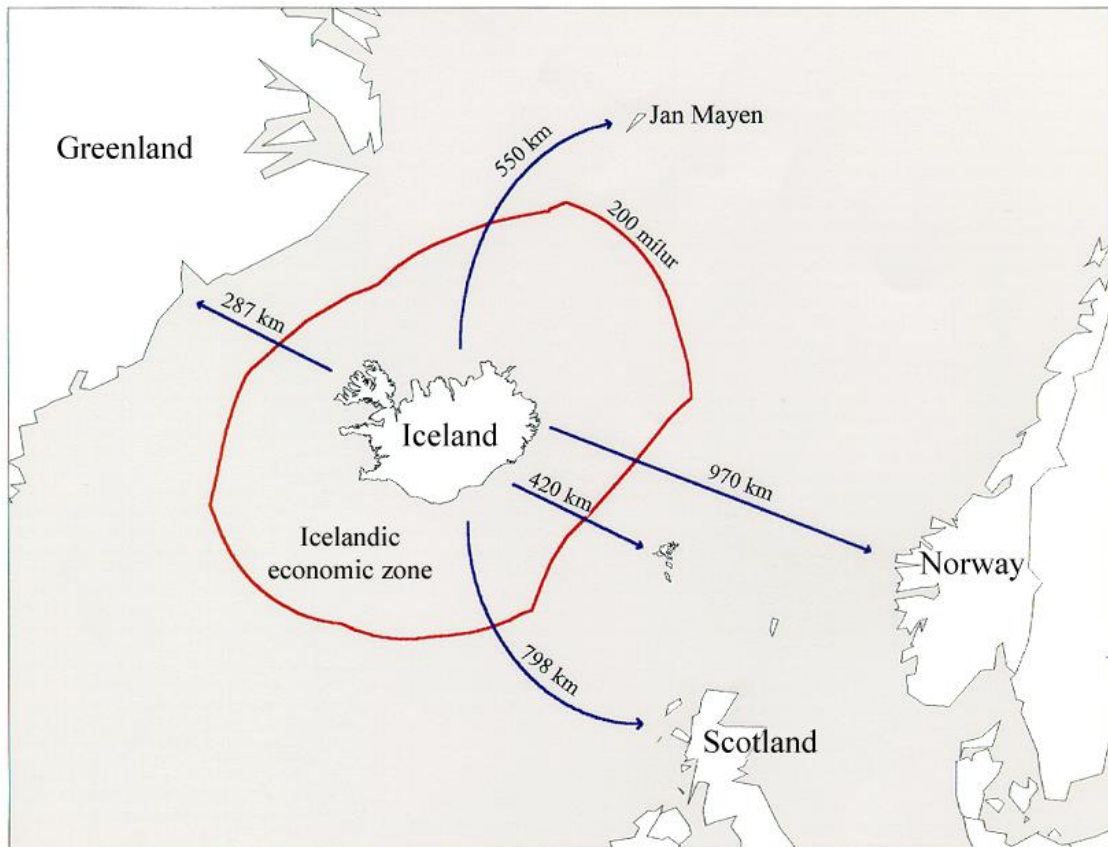 Jan Mayen
Greenland
550 km
200 mílur
287 km
Iceland
970 km
420 km
Icelandic
economic zone
Norway
798 km
Scotland